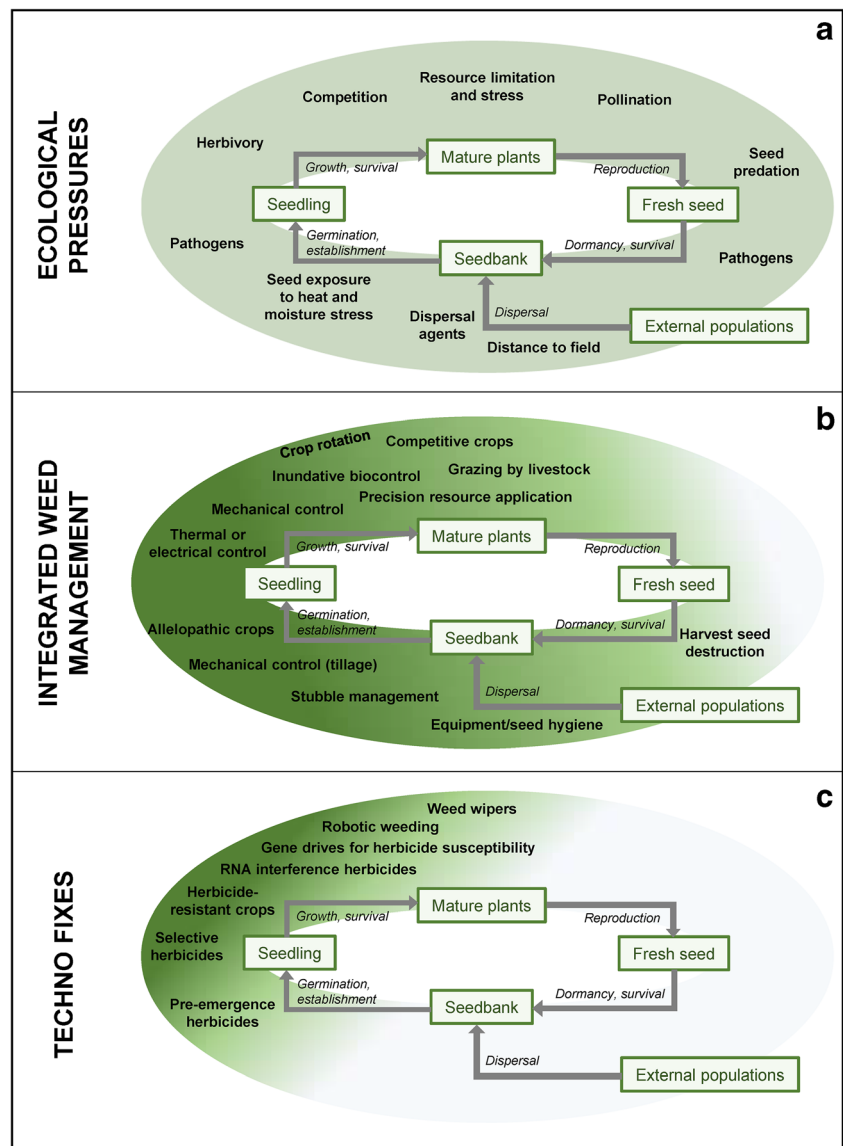 a
ECOLOGICAL
PRESSURES
Resource limitation
and stress
Competition
Pollination
Herbivory
Mature plants
Seed
predation
Growth, survival
Reproduction
Seedling
Fresh seed
Pathogens
Germination,
establishment
Seedbank
Dormancy, survival
Pathogens
Seed exposure
to heat and
moisture stress
Dispersal
agents
Dispersal
External populations
Distance to field
b
INTEGRATED WEED
MANAGEMENT
Crop rotation
Competitive crops
Inundative biocontrol
Grazing by livestock
Precision resource application
Mechanical control
Thermal or
electrical control
Mature plants
Growth, survival
Reproduction
Seedling
Fresh seed
Allelopathic crops
Germination,
establishment
Seedbank
Dormancy, survival
Harvest seed
destruction
Mechanical control (tillage)
Stubble management
Dispersal
External populations
Equipment/seed hygiene
c
TECHNO FIXES
Weed wipers
Robotic weeding
Gene drives for herbicide susceptibility
RNA interference herbicides
Herbicide-
resistant crops
Mature plants
Growth, survival
Reproduction
Selective
herbicides
Seedling
Fresh seed
Germination,
establishment
Pre-emergence
herbicides
Seedbank
Dormancy, survival
Dispersal
External populations